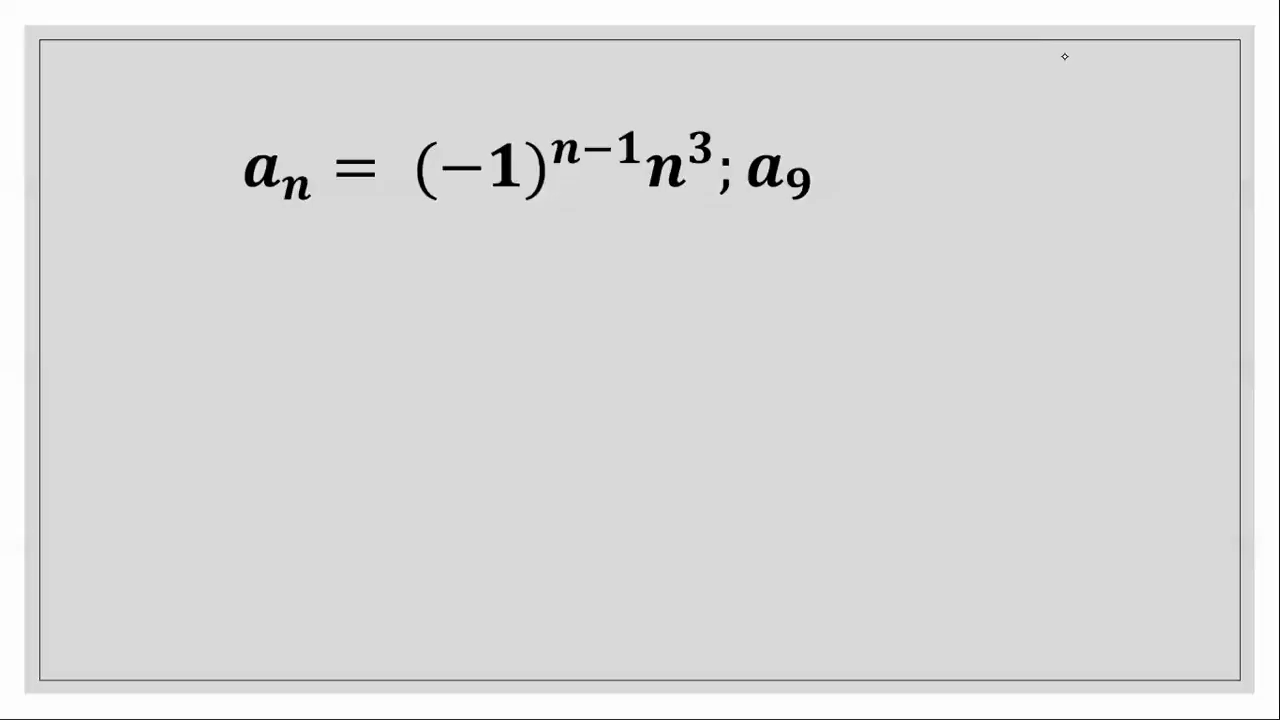 aₙ = (−1)ⁿ⁻¹n³; a₉